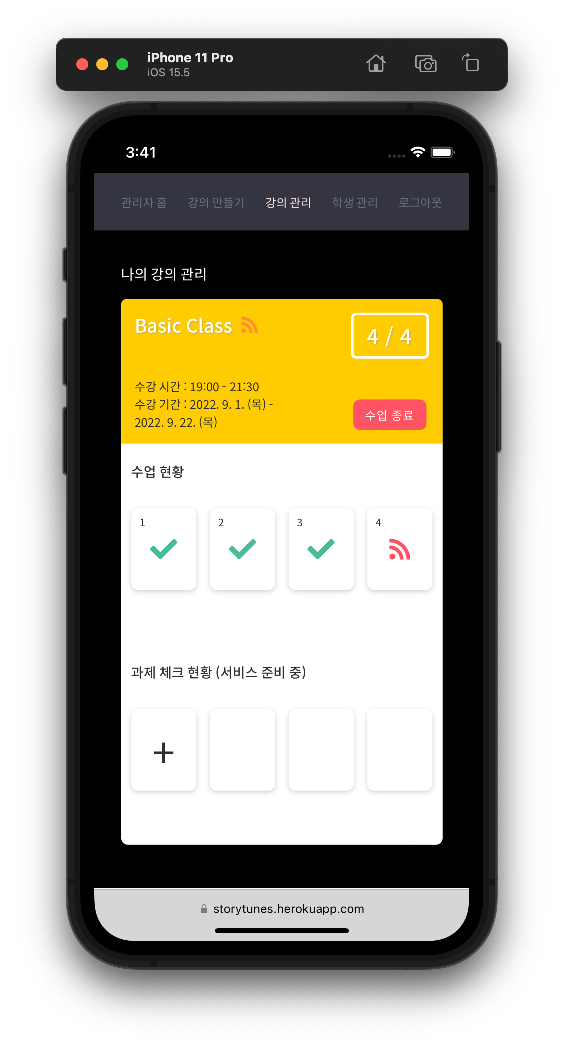 iPhone 11 Pro
iOS 15.5
3:41
관리자 홈 강의 만들기 강의 관리 학생 관리 로그아웃
나의 강의 관리
Basic Class
4 / 4
수강 시간 : 19:00 - 21:30
수강 기간 : 2022. 9. 1. (목) -
2022. 9. 22. (목)
수업 종료
수업 현황
1 2 3 4
과제 체크 현황 (서비스 준비 중)
storytunes.herokuapp.com